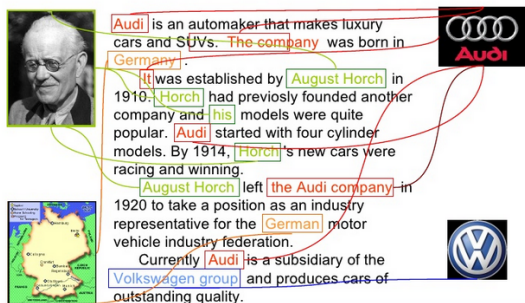 Audi is an automaker that makes luxury
cars and SUVs. The company was born in
Germany .
It was established by August Horch in
1910. Horch had previosly founded another
company and his models were quite
popular. Audi started with four cylinder
models. By 1914, Horch 's new cars were
racing and winning.
August Horch left the Audi company in
1920 to take a position as an industry
representative for the German motor
vehicle industry federation.
Currently Audi is a subsidiary of the
Volkswagen group and produces cars of
outstanding quality.
Audi